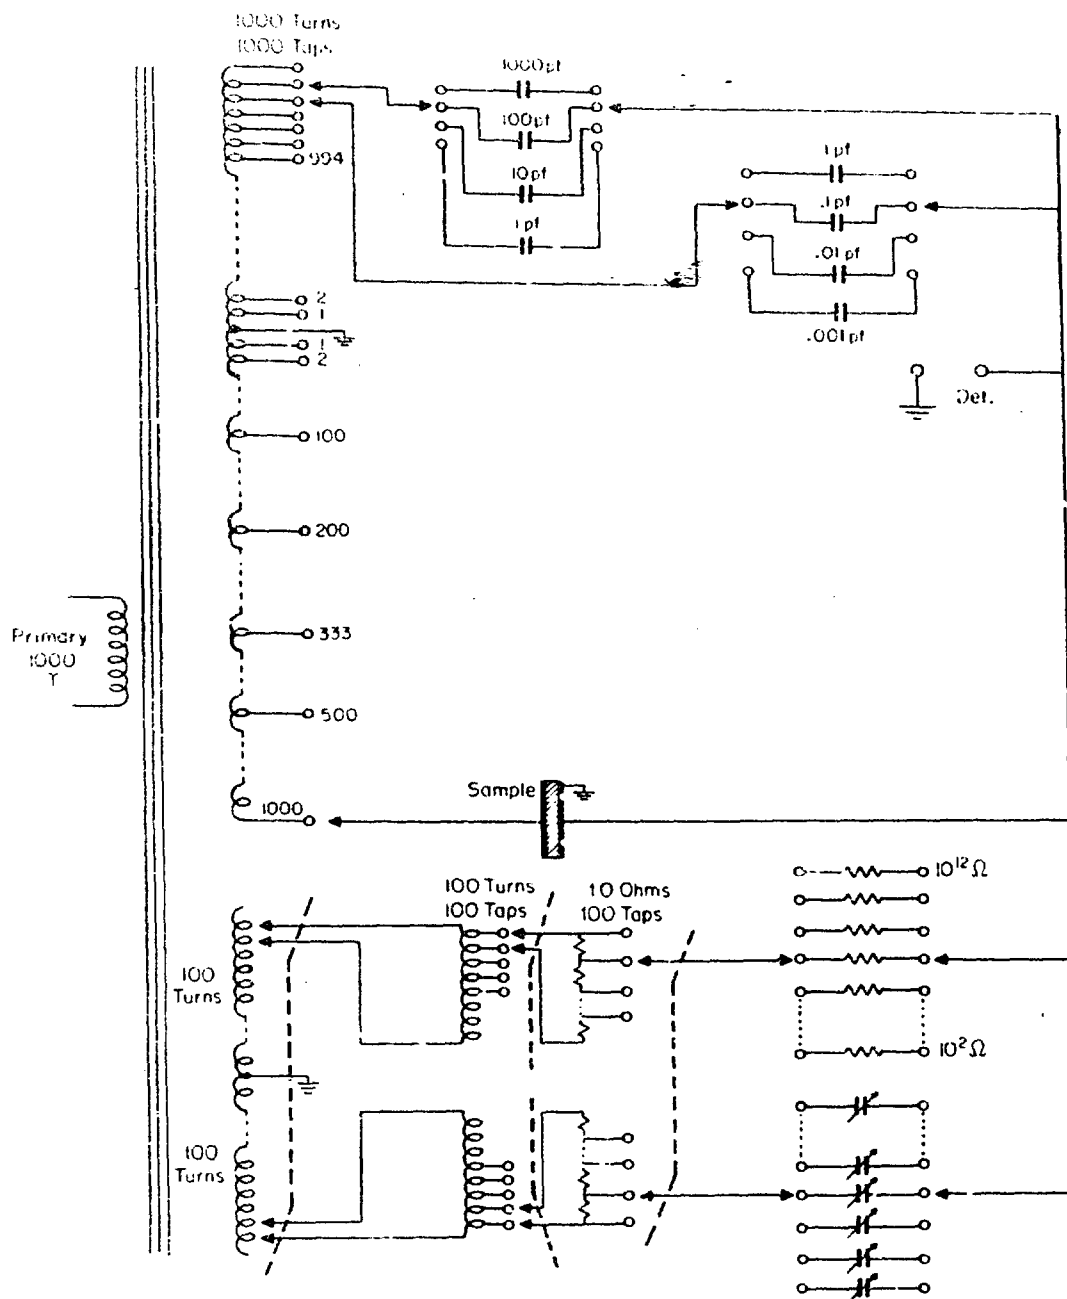 1000 Turns
1000 Taps
1000pf
100pf
10pf
1pf
994
1pf
.1pf
.01pf
.001pf
2
1
1
2
Det.
100
200
333
Primary
1000
T
500
Sample
1000
100 Turns
100 Taps
10 Ohms
100 Taps
10¹²Ω
100
Turns
10²Ω
100
Turns